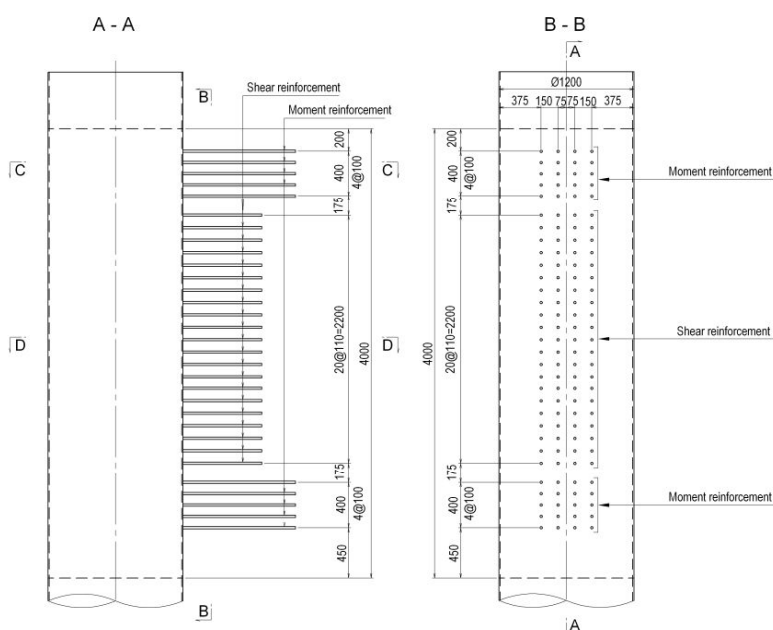 A - A
B - B
A
Ø1200
375 150 75 75 150 375
B
Shear reinforcement
Moment reinforcement
C
200
400
4@100
175
20@110=2200
4000
D
175
400
4@100
450
B
C
200
400
4@100
175
Moment reinforcement
D
4000
20@110=2200
Shear reinforcement
175
400
4@100
Moment reinforcement
450
A